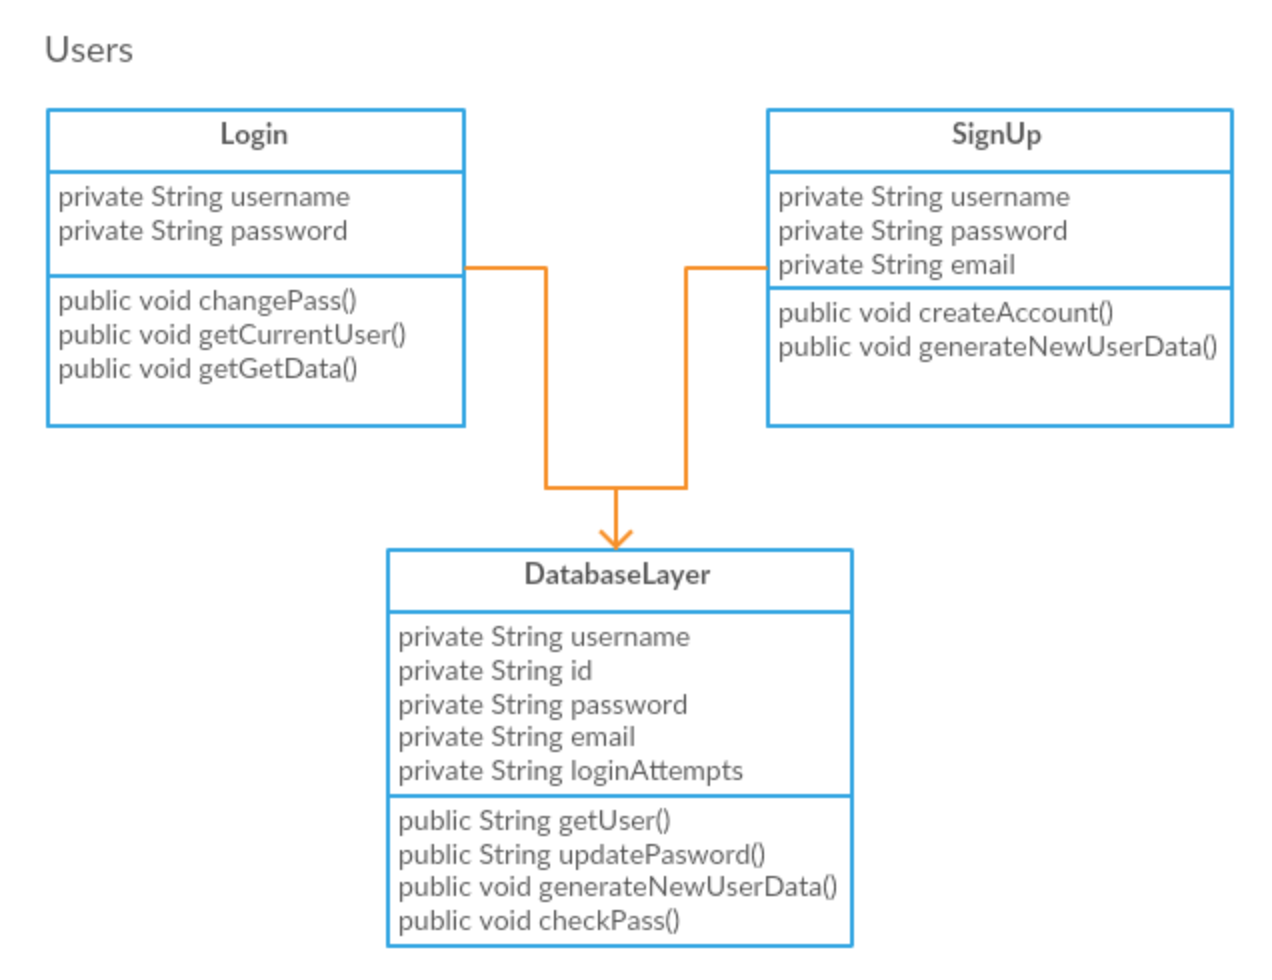 Users
Login
private String username
private String password
public void changePass()
public void getCurrentUser()
public void getGetData()
SignUp
private String username
private String password
private String email
public void createAccount()
public void generateNewUserData()
DatabaseLayer
private String username
private String id
private String password
private String email
private String loginAttempts
public String getUser()
public String updatePasword()
public void generateNewUserData()
public void checkPass()